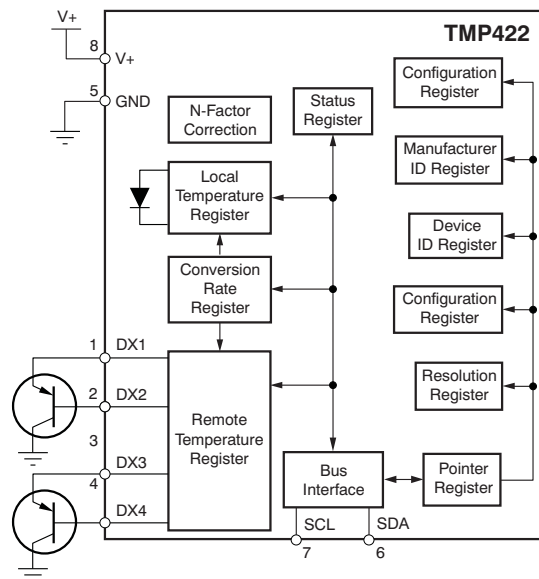 V+
TMP422
8
V+
5
GND
N-Factor
Correction
Status
Register
Configuration
Register
Local
Temperature
Register
Manufacturer
ID Register
Device
ID Register
Conversion
Rate
Register
Configuration
Register
1
DX1
2
DX2
3
Remote
Temperature
Register
Resolution
Register
DX3
4
DX4
Bus
Interface
Pointer
Register
SCL
SDA
7
6